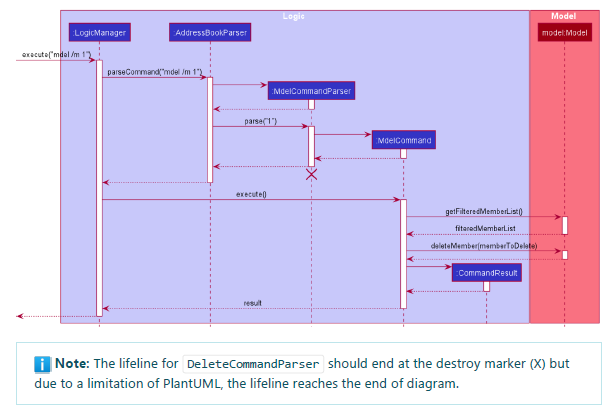 Logic
Model
:LogicManager
:AddressBookParser
model:Model
execute("mdel /m 1")
parseCommand("mdel /m 1")
:MdelCommandParser
parse("1")
:MdelCommand
execute()
getFilteredMemberList()
filteredMemberList
deleteMember(memberToDelete)
:CommandResult
result
Note: The lifeline for DeleteCommandParser should end at the destroy marker (X) but
due to a limitation of PlantUML, the lifeline reaches the end of diagram.